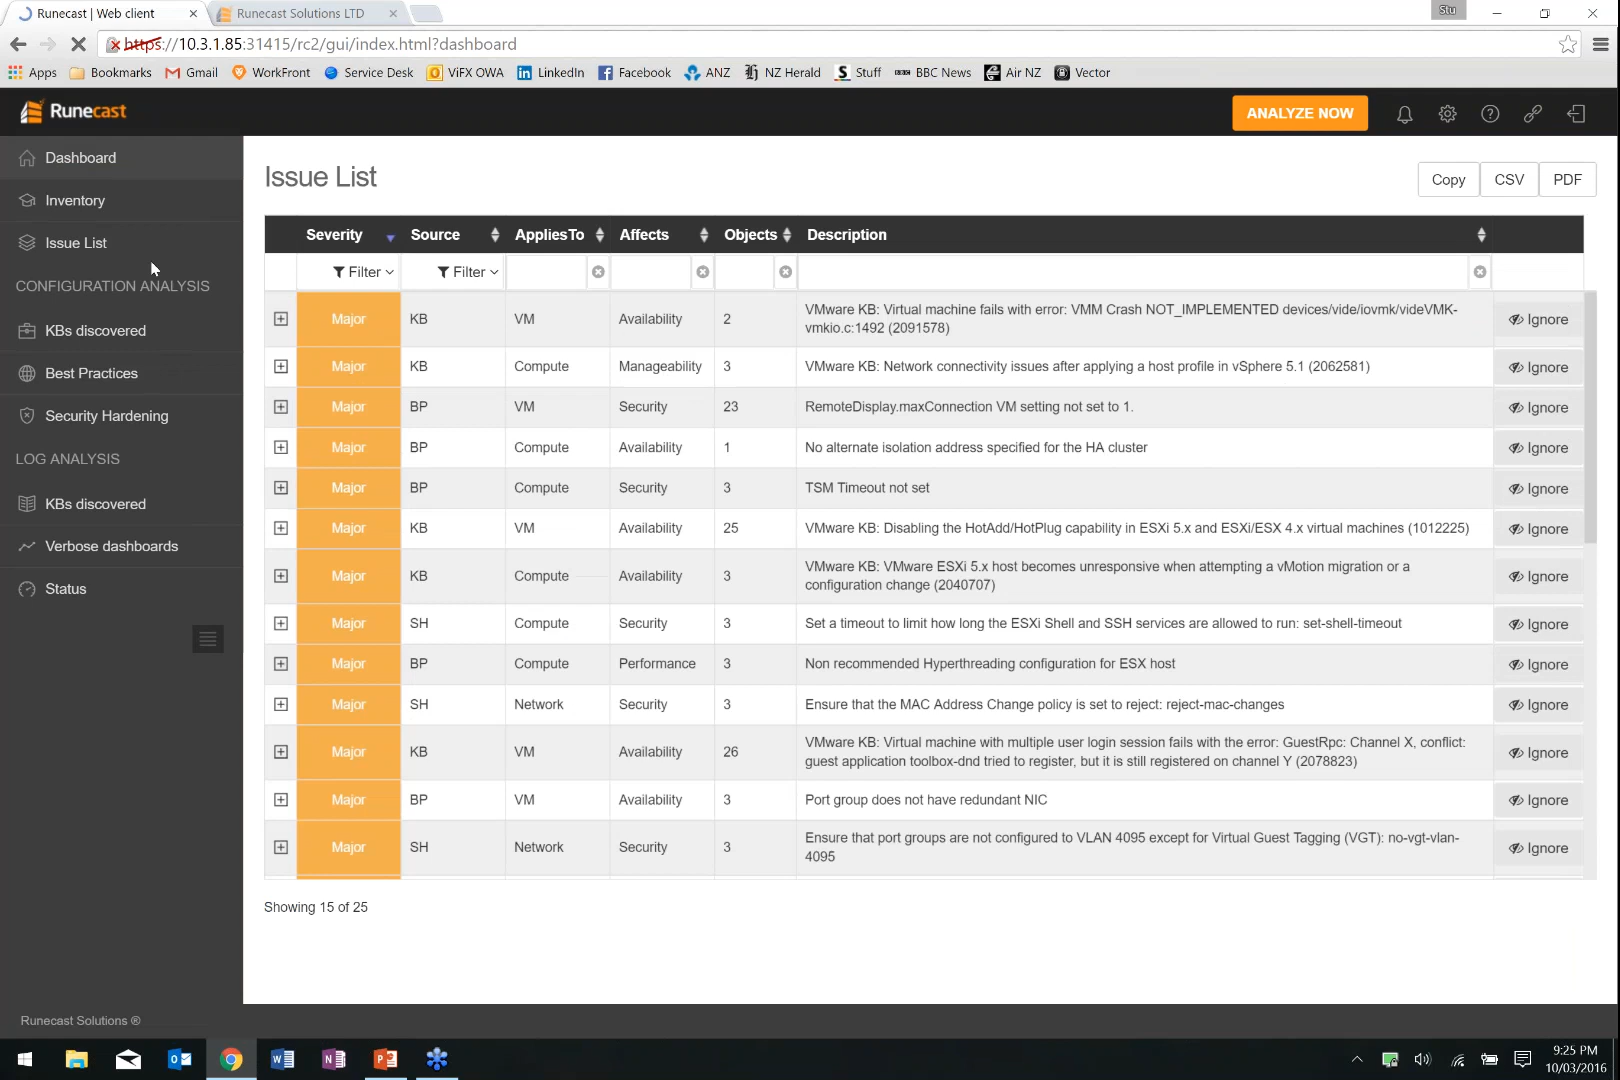 Runecast | Web client
Runecast Solutions LTD
Stu
https://10.3.1.85:31415/rc2/gui/index.html?dashboard
Apps Bookmarks Gmail WorkFront Service Desk ViFX OWA LinkedIn Facebook ANZ NZ Herald Stuff BBC News Air NZ Vector
Runecast
ANALYZE NOW
Dashboard
Inventory
Issue List
CONFIGURATION ANALYSIS
KBs discovered
Best Practices
Security Hardening
LOG ANALYSIS
KBs discovered
Verbose dashboards
Status
Runecast Solutions ®
Issue List
Copy CSV PDF
Severity Source AppliesTo Affects Objects Description
Filter Filter
Major KB VM Availability 2 VMware KB: Virtual machine fails with error: VMM Crash NOT_IMPLEMENTED devices/vide/iovmk/videVMK-
vmkio.c:1492 (2091578) Ignore
Major KB Compute Manageability 3 VMware KB: Network connectivity issues after applying a host profile in vSphere 5.1 (2062581) Ignore
Major BP VM Security 23 RemoteDisplay.maxConnection VM setting not set to 1. Ignore
Major BP Compute Availability 1 No alternate isolation address specified for the HA cluster Ignore
Major BP Compute Security 3 TSM Timeout not set Ignore
Major KB VM Availability 25 VMware KB: Disabling the HotAdd/HotPlug capability in ESXi 5.x and ESXi/ESX 4.x virtual machines (1012225) Ignore
Major KB Compute Availability 3 VMware KB: VMware ESXi 5.x host becomes unresponsive when attempting a vMotion migration or a
configuration change (2040707) Ignore
Major SH Compute Security 3 Set a timeout to limit how long the ESXi Shell and SSH services are allowed to run: set-shell-timeout Ignore
Major BP Compute Performance 3 Non recommended Hyperthreading configuration for ESX host Ignore
Major SH Network Security 3 Ensure that the MAC Address Change policy is set to reject: reject-mac-changes Ignore
Major KB VM Availability 26 VMware KB: Virtual machine with multiple user login session fails with the error: GuestRpc: Channel X, conflict:
guest application toolbox-dnd tried to register, but it is still registered on channel Y (2078823) Ignore
Major BP VM Availability 3 Port group does not have redundant NIC Ignore
Major SH Network Security 3 Ensure that port groups are not configured to VLAN 4095 except for Virtual Guest Tagging (VGT): no-vgt-vlan-
4095 Ignore
Showing 15 of 25
9:25 PM
10/03/2016